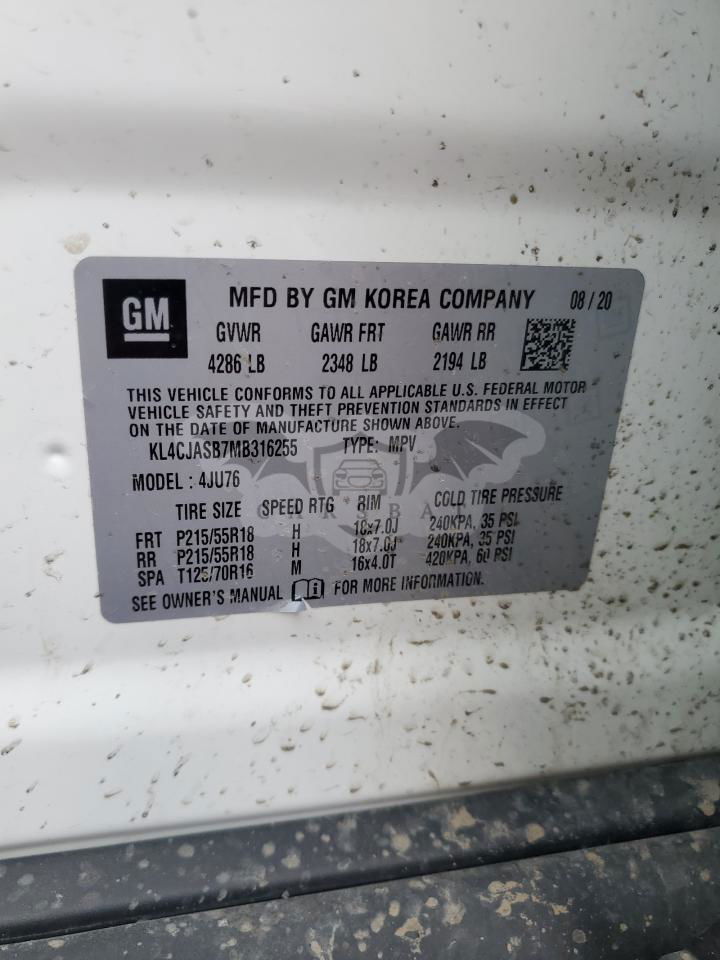 GM MFD BY GM KOREA COMPANY 08 / 20
GVWR GAWR FRT GAWR RR
4286 LB 2348 LB 2194 LB
THIS VEHICLE CONFORMS TO ALL APPLICABLE U.S. FEDERAL MOTOR
VEHICLE SAFETY AND THEFT PREVENTION STANDARDS IN EFFECT
ON THE DATE OF MANUFACTURE SHOWN ABOVE.
KL4CJASB7MB316255 TYPE: MPV
MODEL : 4JU76
TIRE SIZE SPEED RTG RIM COLD TIRE PRESSURE
FRT P215/55R18 H 18x7.0J 240KPA, 35 PSI
RR P215/55R18 H 18x7.0J 240KPA, 35 PSI
SPA T125/70R16 M 16x4.0T 420KPA, 60 PSI
SEE OWNER'S MANUAL FOR MORE INFORMATION.
CARSBAT